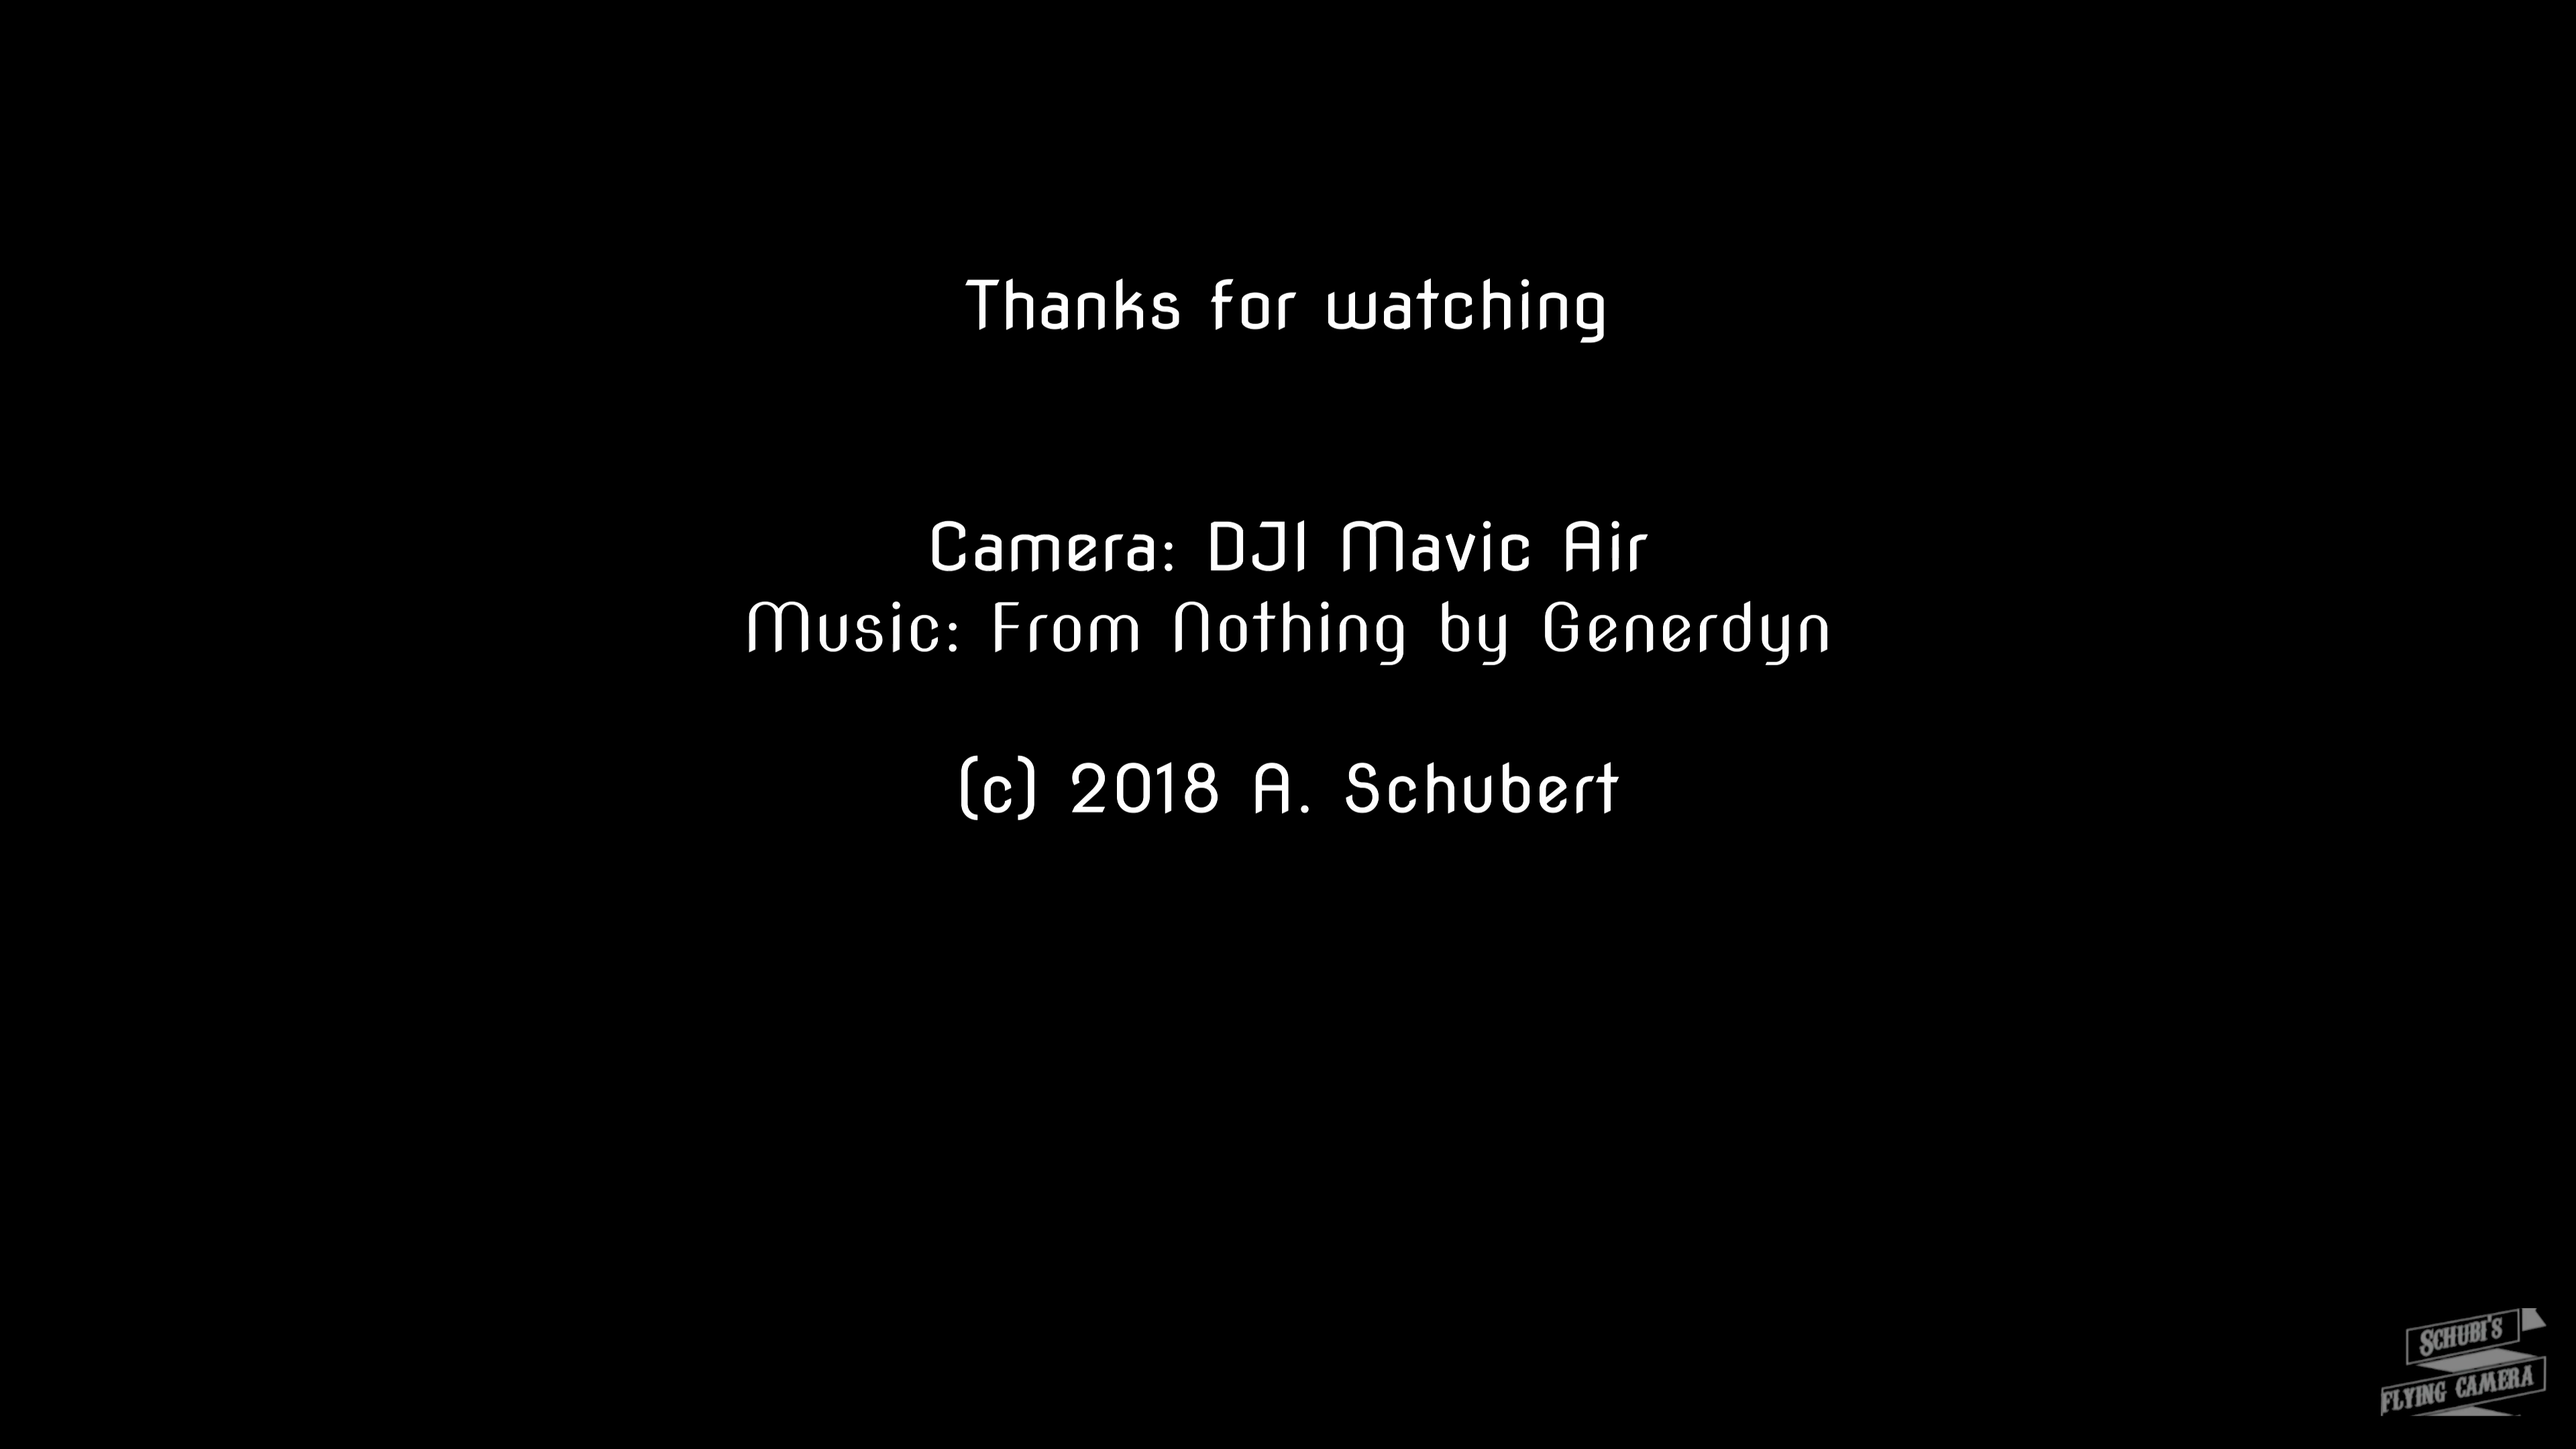 Thanks for watching
Camera: DJI Mavic Air
Music: From Nothing by Generdyn
(c) 2018 A. Schubert
SCHUBI'S
FLYING CAMERA